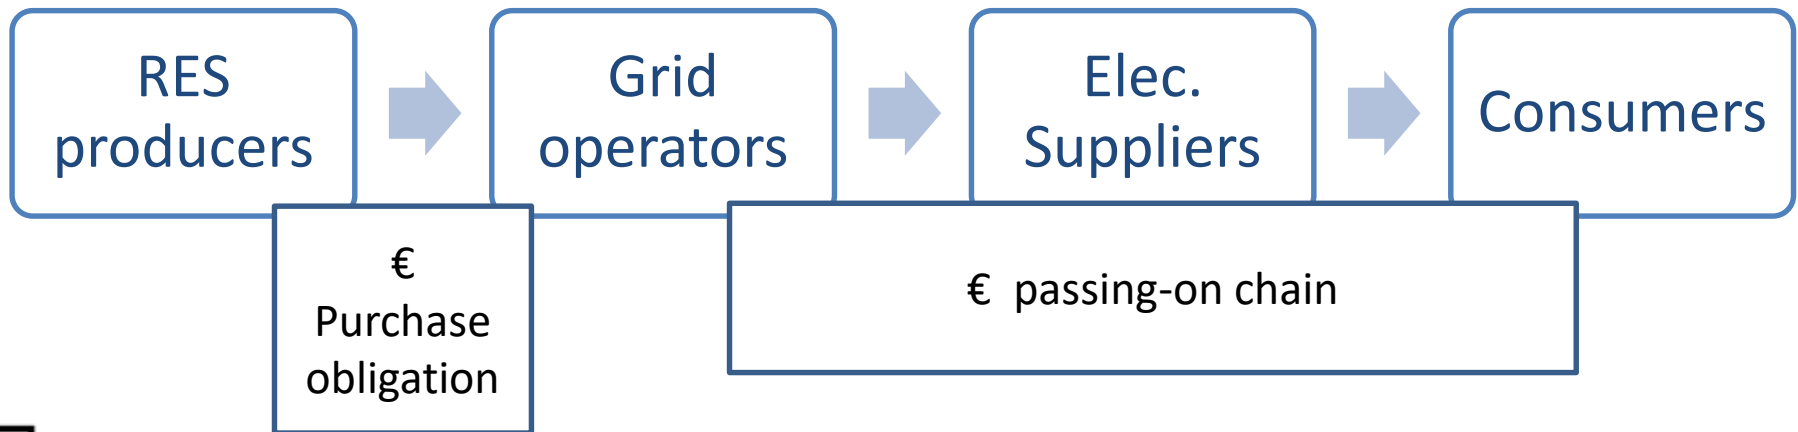 RES
producers
Grid
operators
Elec.
Suppliers
Consumers
€
Purchase
obligation
€ passing-on chain